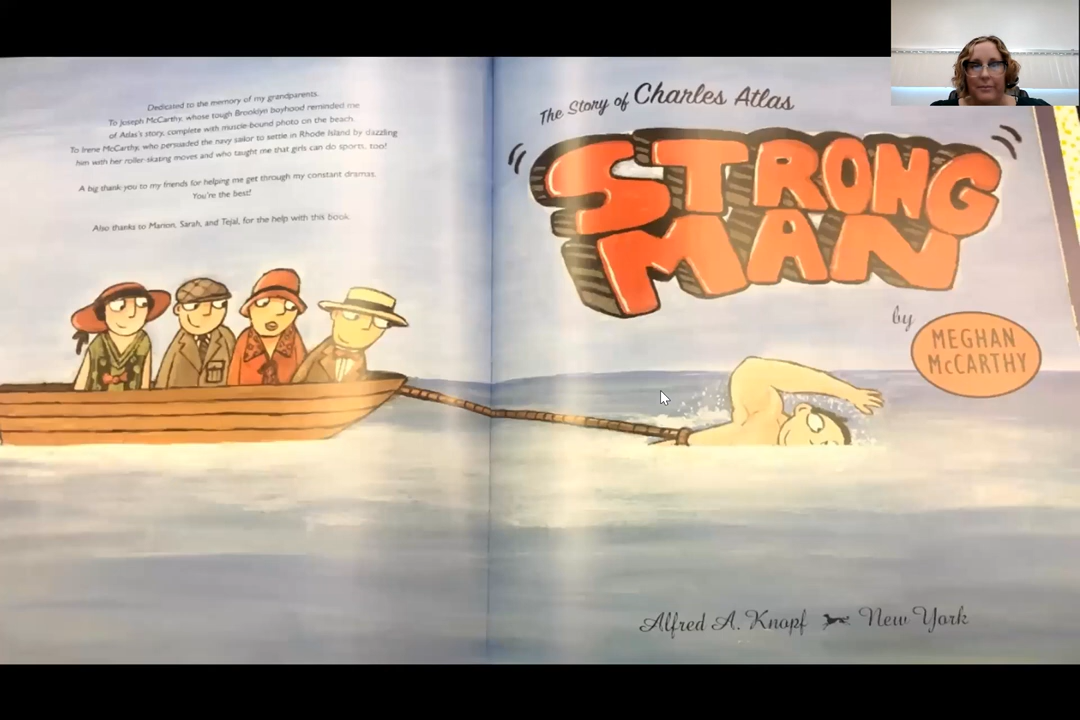 Dedicated to the memory of my grandparents.
To Joseph McCarthy, whose tough Brooklyn boyhood reminded me
of Atlas's story, complete with muscle-bound photo on the beach.
To Irene McCarthy, who persuaded the navy sailor to settle in Rhode Island by dazzling
him with her roller-skating moves and who taught me that girls can do sports, too!
A big thank-you to my friends for helping me get through my constant dramas.
You're the best!
Also thanks to Marion, Sarah, and Tejal, for the help with this book.
The Story of Charles Atlas
STRONG
MAN
by
MEGHAN
McCARTHY
Alfred A. Knopf New York